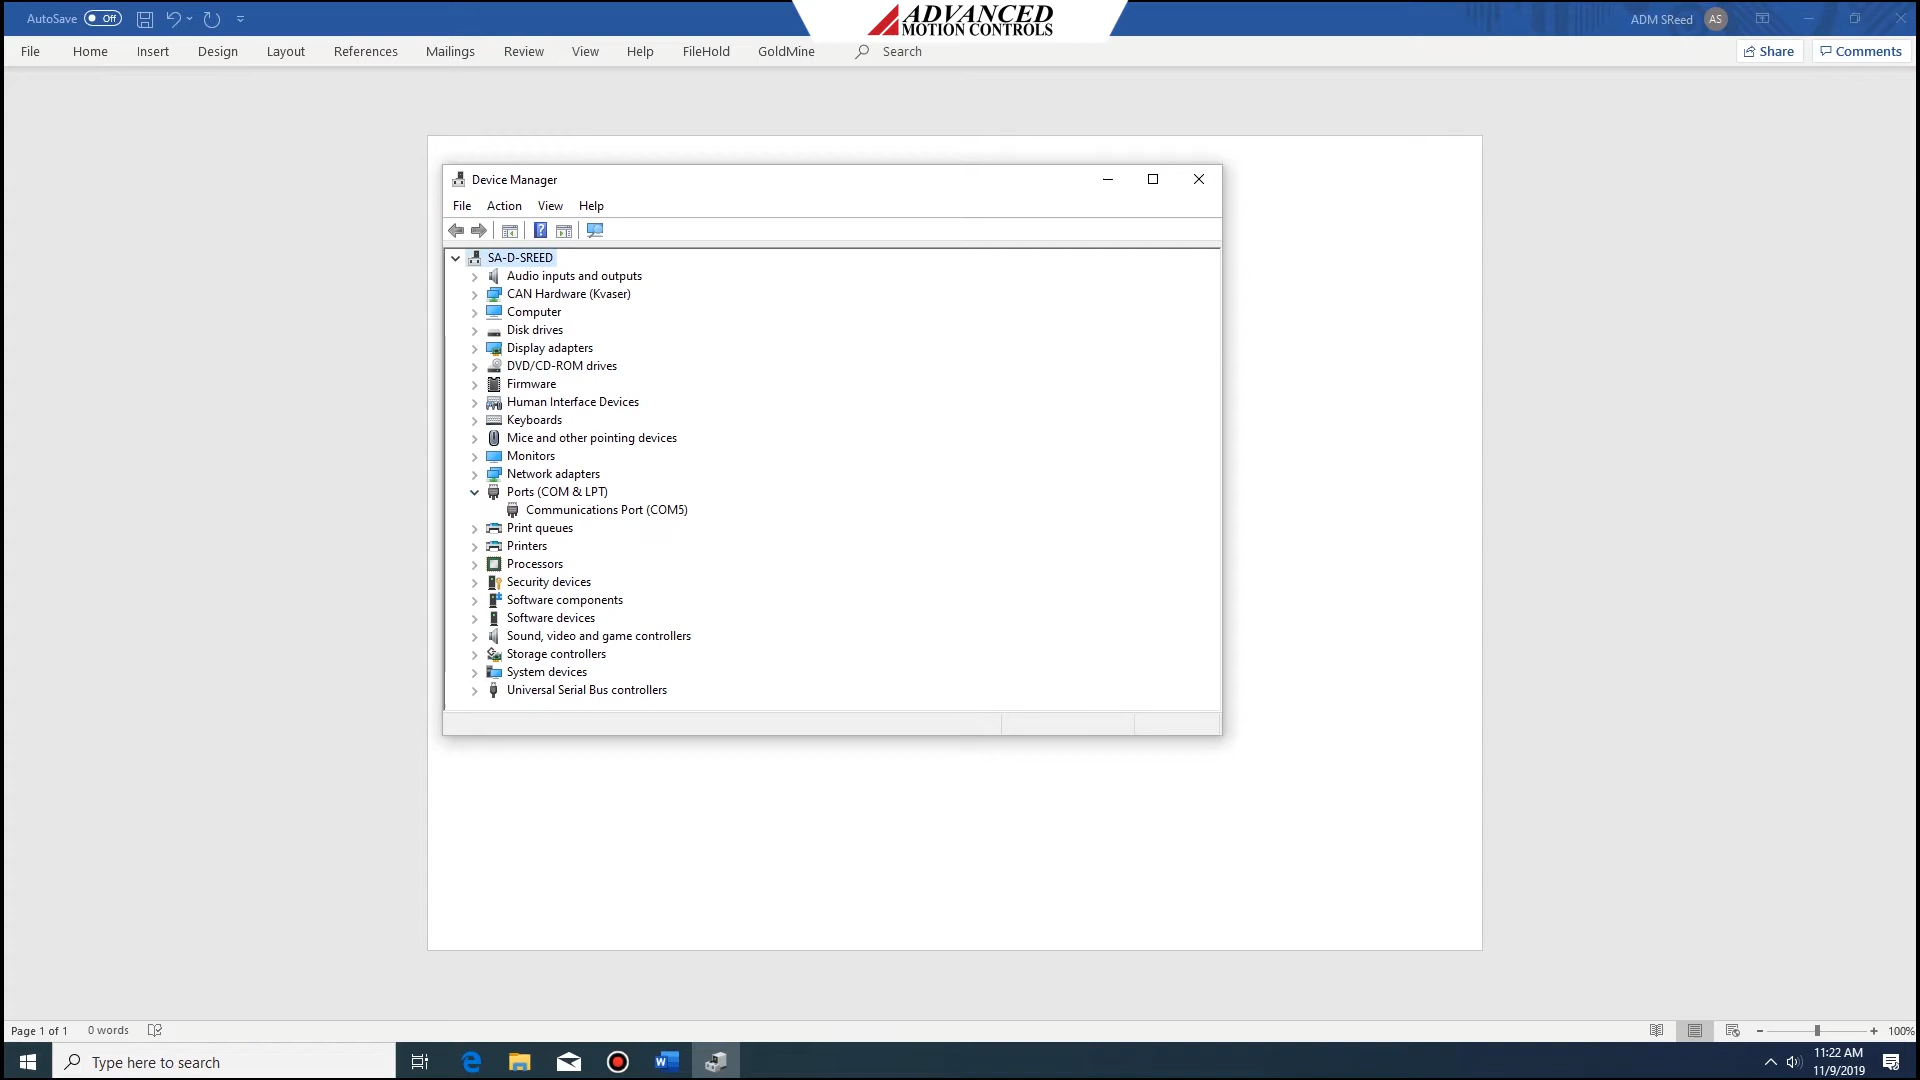 AutoSave Off
ADVANCED
MOTION CONTROLS
ADM SReed AS
File Home Insert Design Layout References Mailings Review View Help FileHold GoldMine Search Share Comments
Device Manager
File Action View Help
SA-D-SREED
Audio inputs and outputs
CAN Hardware (Kvaser)
Computer
Disk drives
Display adapters
DVD/CD-ROM drives
Firmware
Human Interface Devices
Keyboards
Mice and other pointing devices
Monitors
Network adapters
Ports (COM & LPT)
Communications Port (COM5)
Print queues
Printers
Processors
Security devices
Software components
Software devices
Sound, video and game controllers
Storage controllers
System devices
Universal Serial Bus controllers
Page 1 of 1 0 words 100%
Type here to search
11:22 AM
11/9/2019